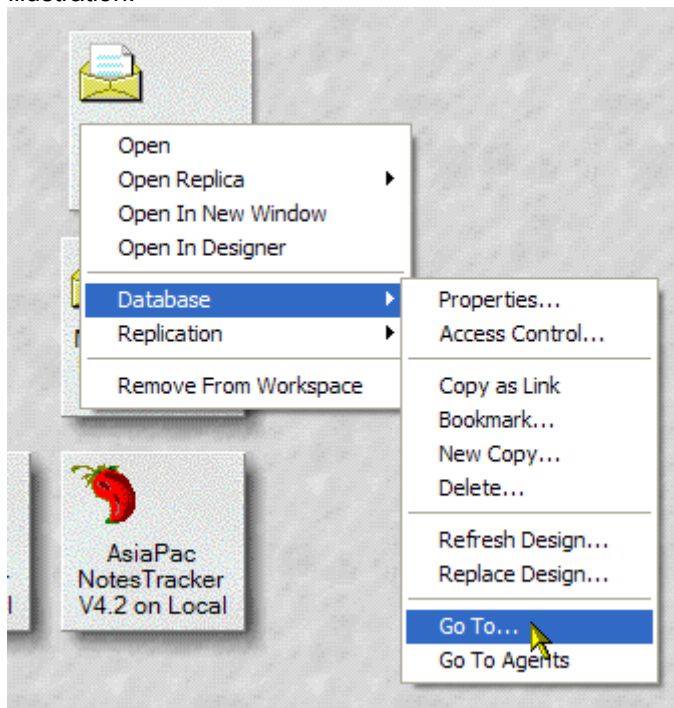 Open
Open Replica
Open In New Window
Open In Designer
Database
Replication
Remove From Workspace
Properties...
Access Control...
Copy as Link
Bookmark...
New Copy...
Delete...
Refresh Design...
Replace Design...
Go To...
Go To Agents
AsiaPac
NotesTracker
V4.2 on Local